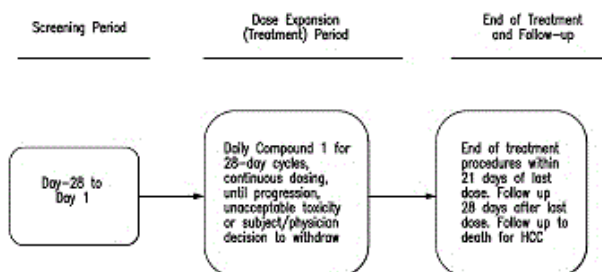 Screening Period
Dose Expansion
(Treatment) Period
End of Treatment
and Follow-up
Day-28 to
Day 1
Daily Compound 1 for
28-day cycles,
continuous dosing,
until progression,
unacceptable toxicity
or subject/physician
decision to withdraw
End of treatment
procedures within
21 days of last
dose. Follow up
28 days after last
dose. Follow up to
death for HCC